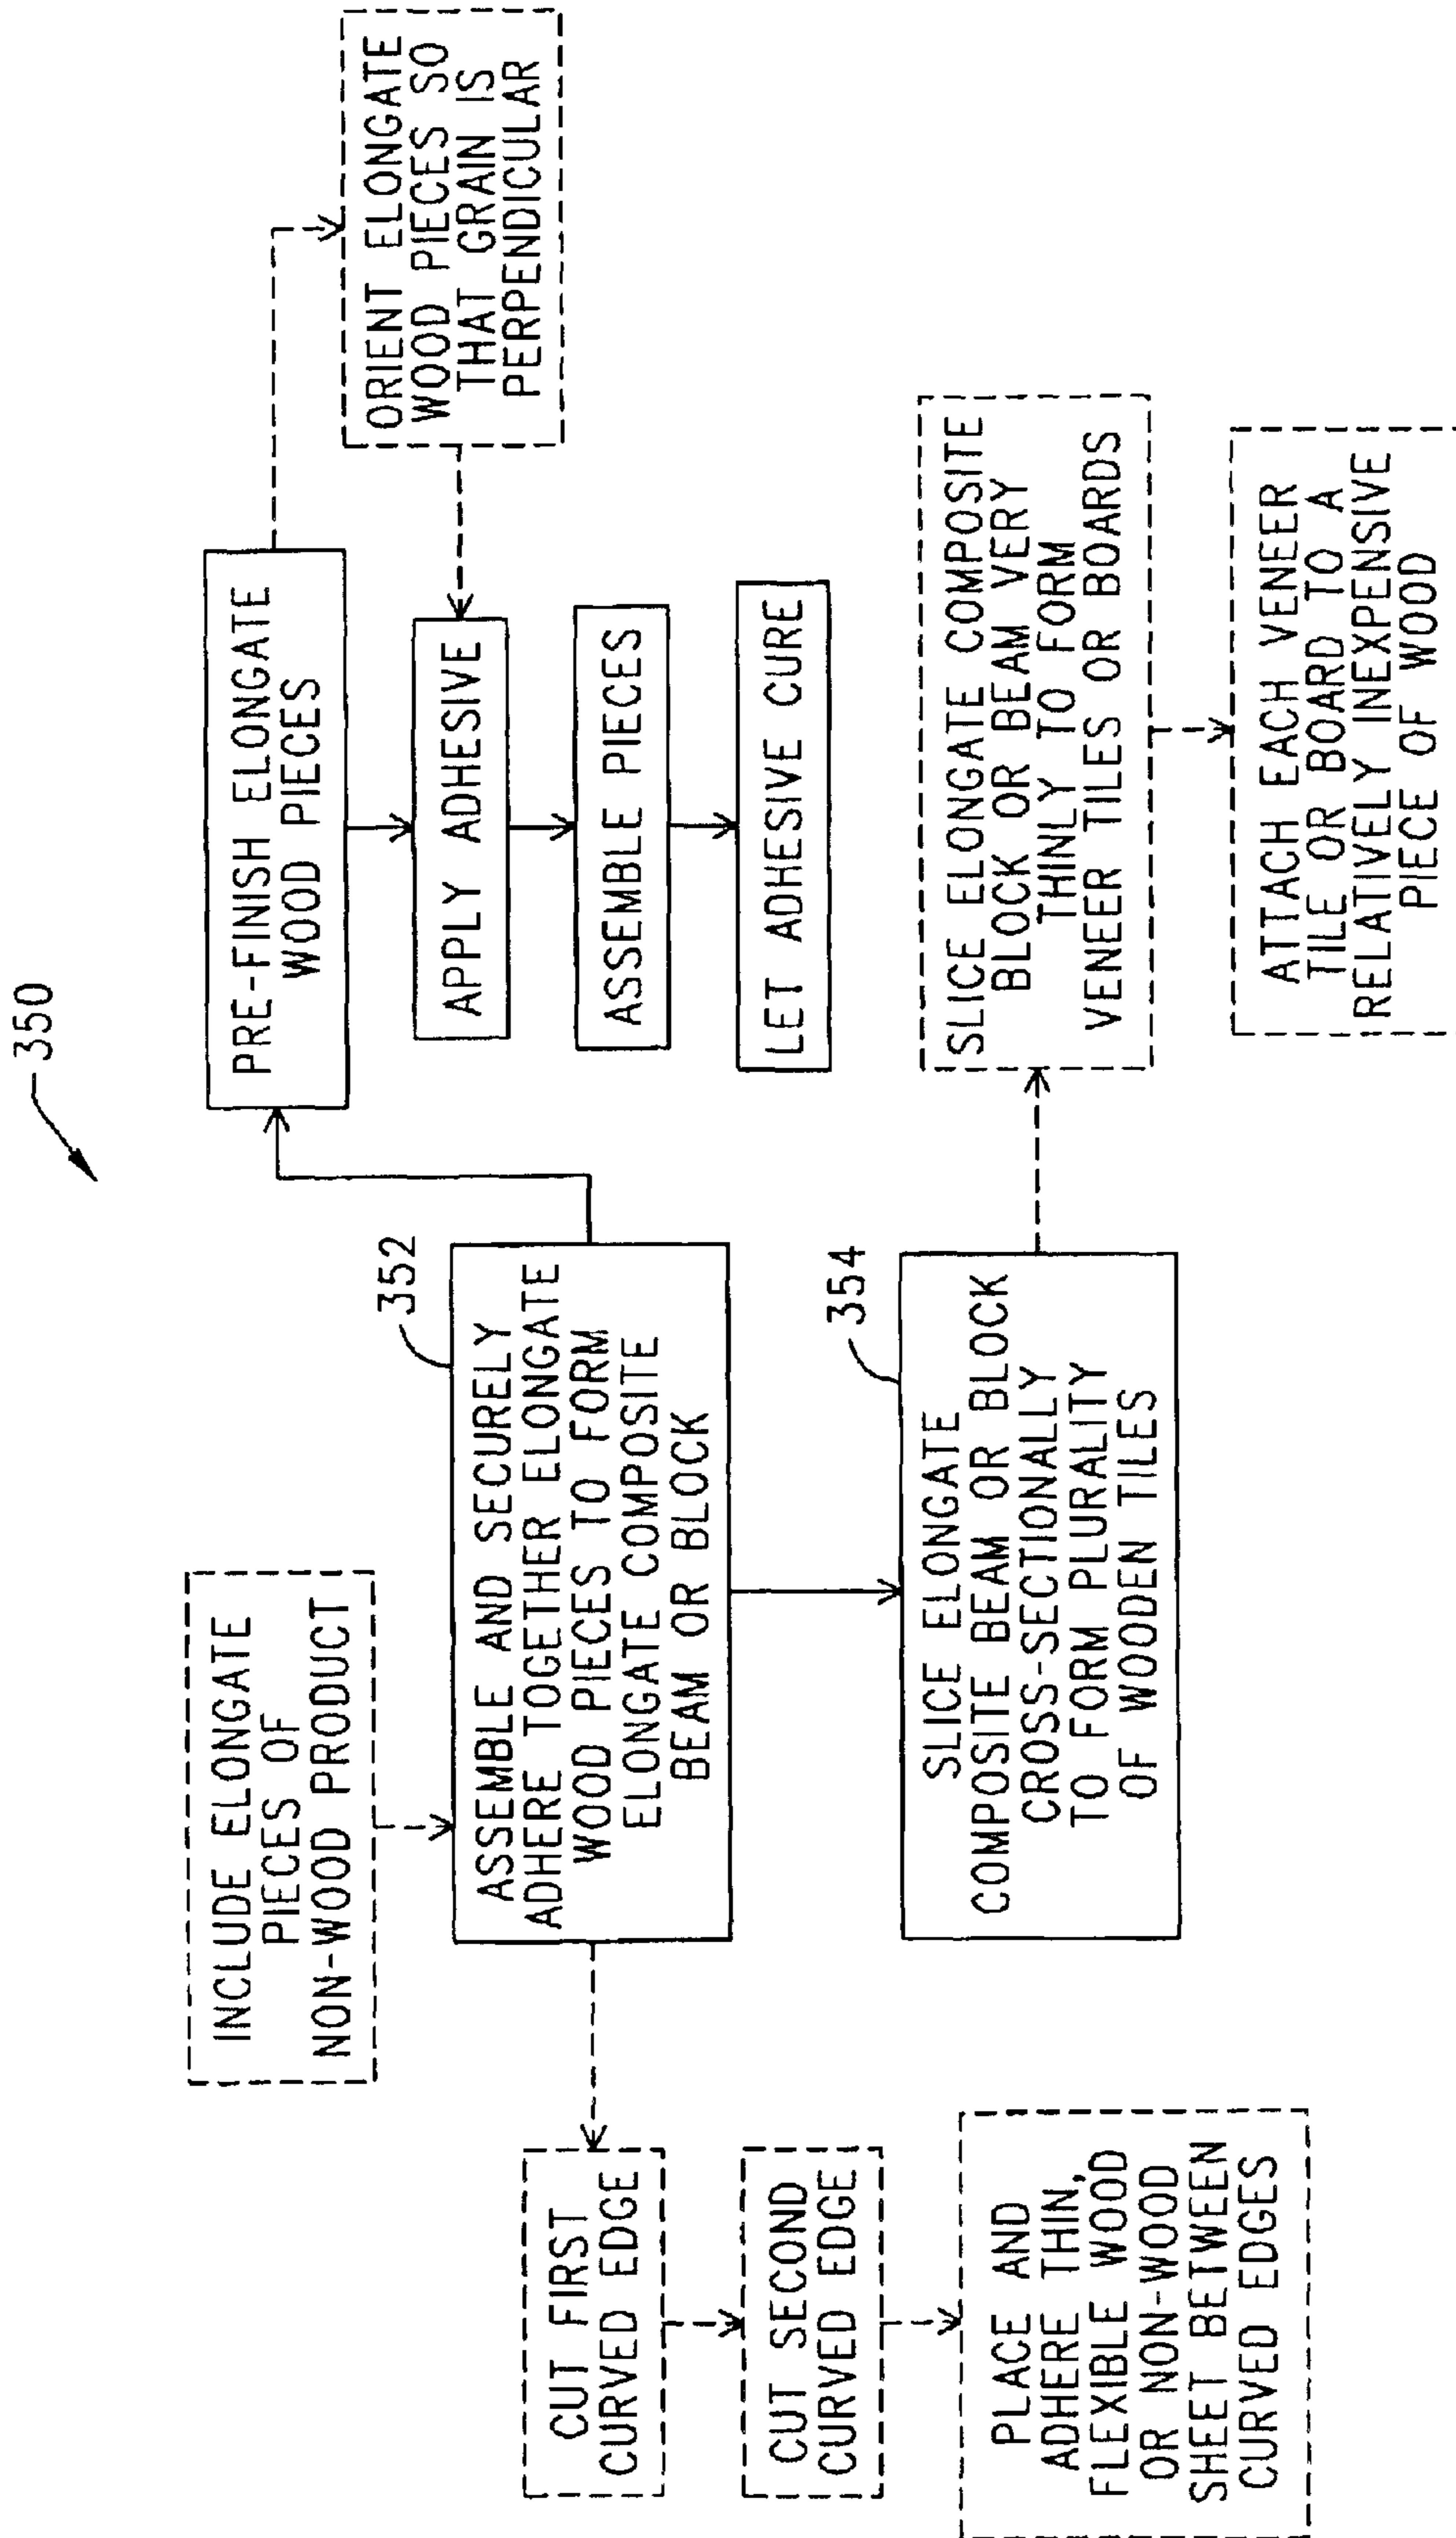 350
INCLUDE ELONGATE
PIECES OF
NON-WOOD PRODUCT
PRE-FINISH ELONGATE
WOOD PIECES
ORIENT ELONGATE
WOOD PIECES SO
THAT GRAIN IS
PERPENDICULAR
352
ASSEMBLE AND SECURELY
ADHERE TOGETHER ELONGATE
WOOD PIECES TO FORM
ELONGATE COMPOSITE
BEAM OR BLOCK
APPLY ADHESIVE
ASSEMBLE PIECES
LET ADHESIVE CURE
CUT FIRST
CURVED EDGE
CUT SECOND
CURVED EDGE
PLACE AND
ADHERE THIN,
FLEXIBLE WOOD
OR NON-WOOD
SHEET BETWEEN
CURVED EDGES
354
SLICE ELONGATE
COMPOSITE BEAM OR BLOCK
CROSS-SECTIONALLY
TO FORM PLURALITY
OF WOODEN TILES
SLICE ELONGATE COMPOSITE
BLOCK OR BEAM VERY
THINLY TO FORM
VENEER TILES OR BOARDS
ATTACH EACH VENEER
TILE OR BOARD TO A
RELATIVELY INEXPENSIVE
PIECE OF WOOD